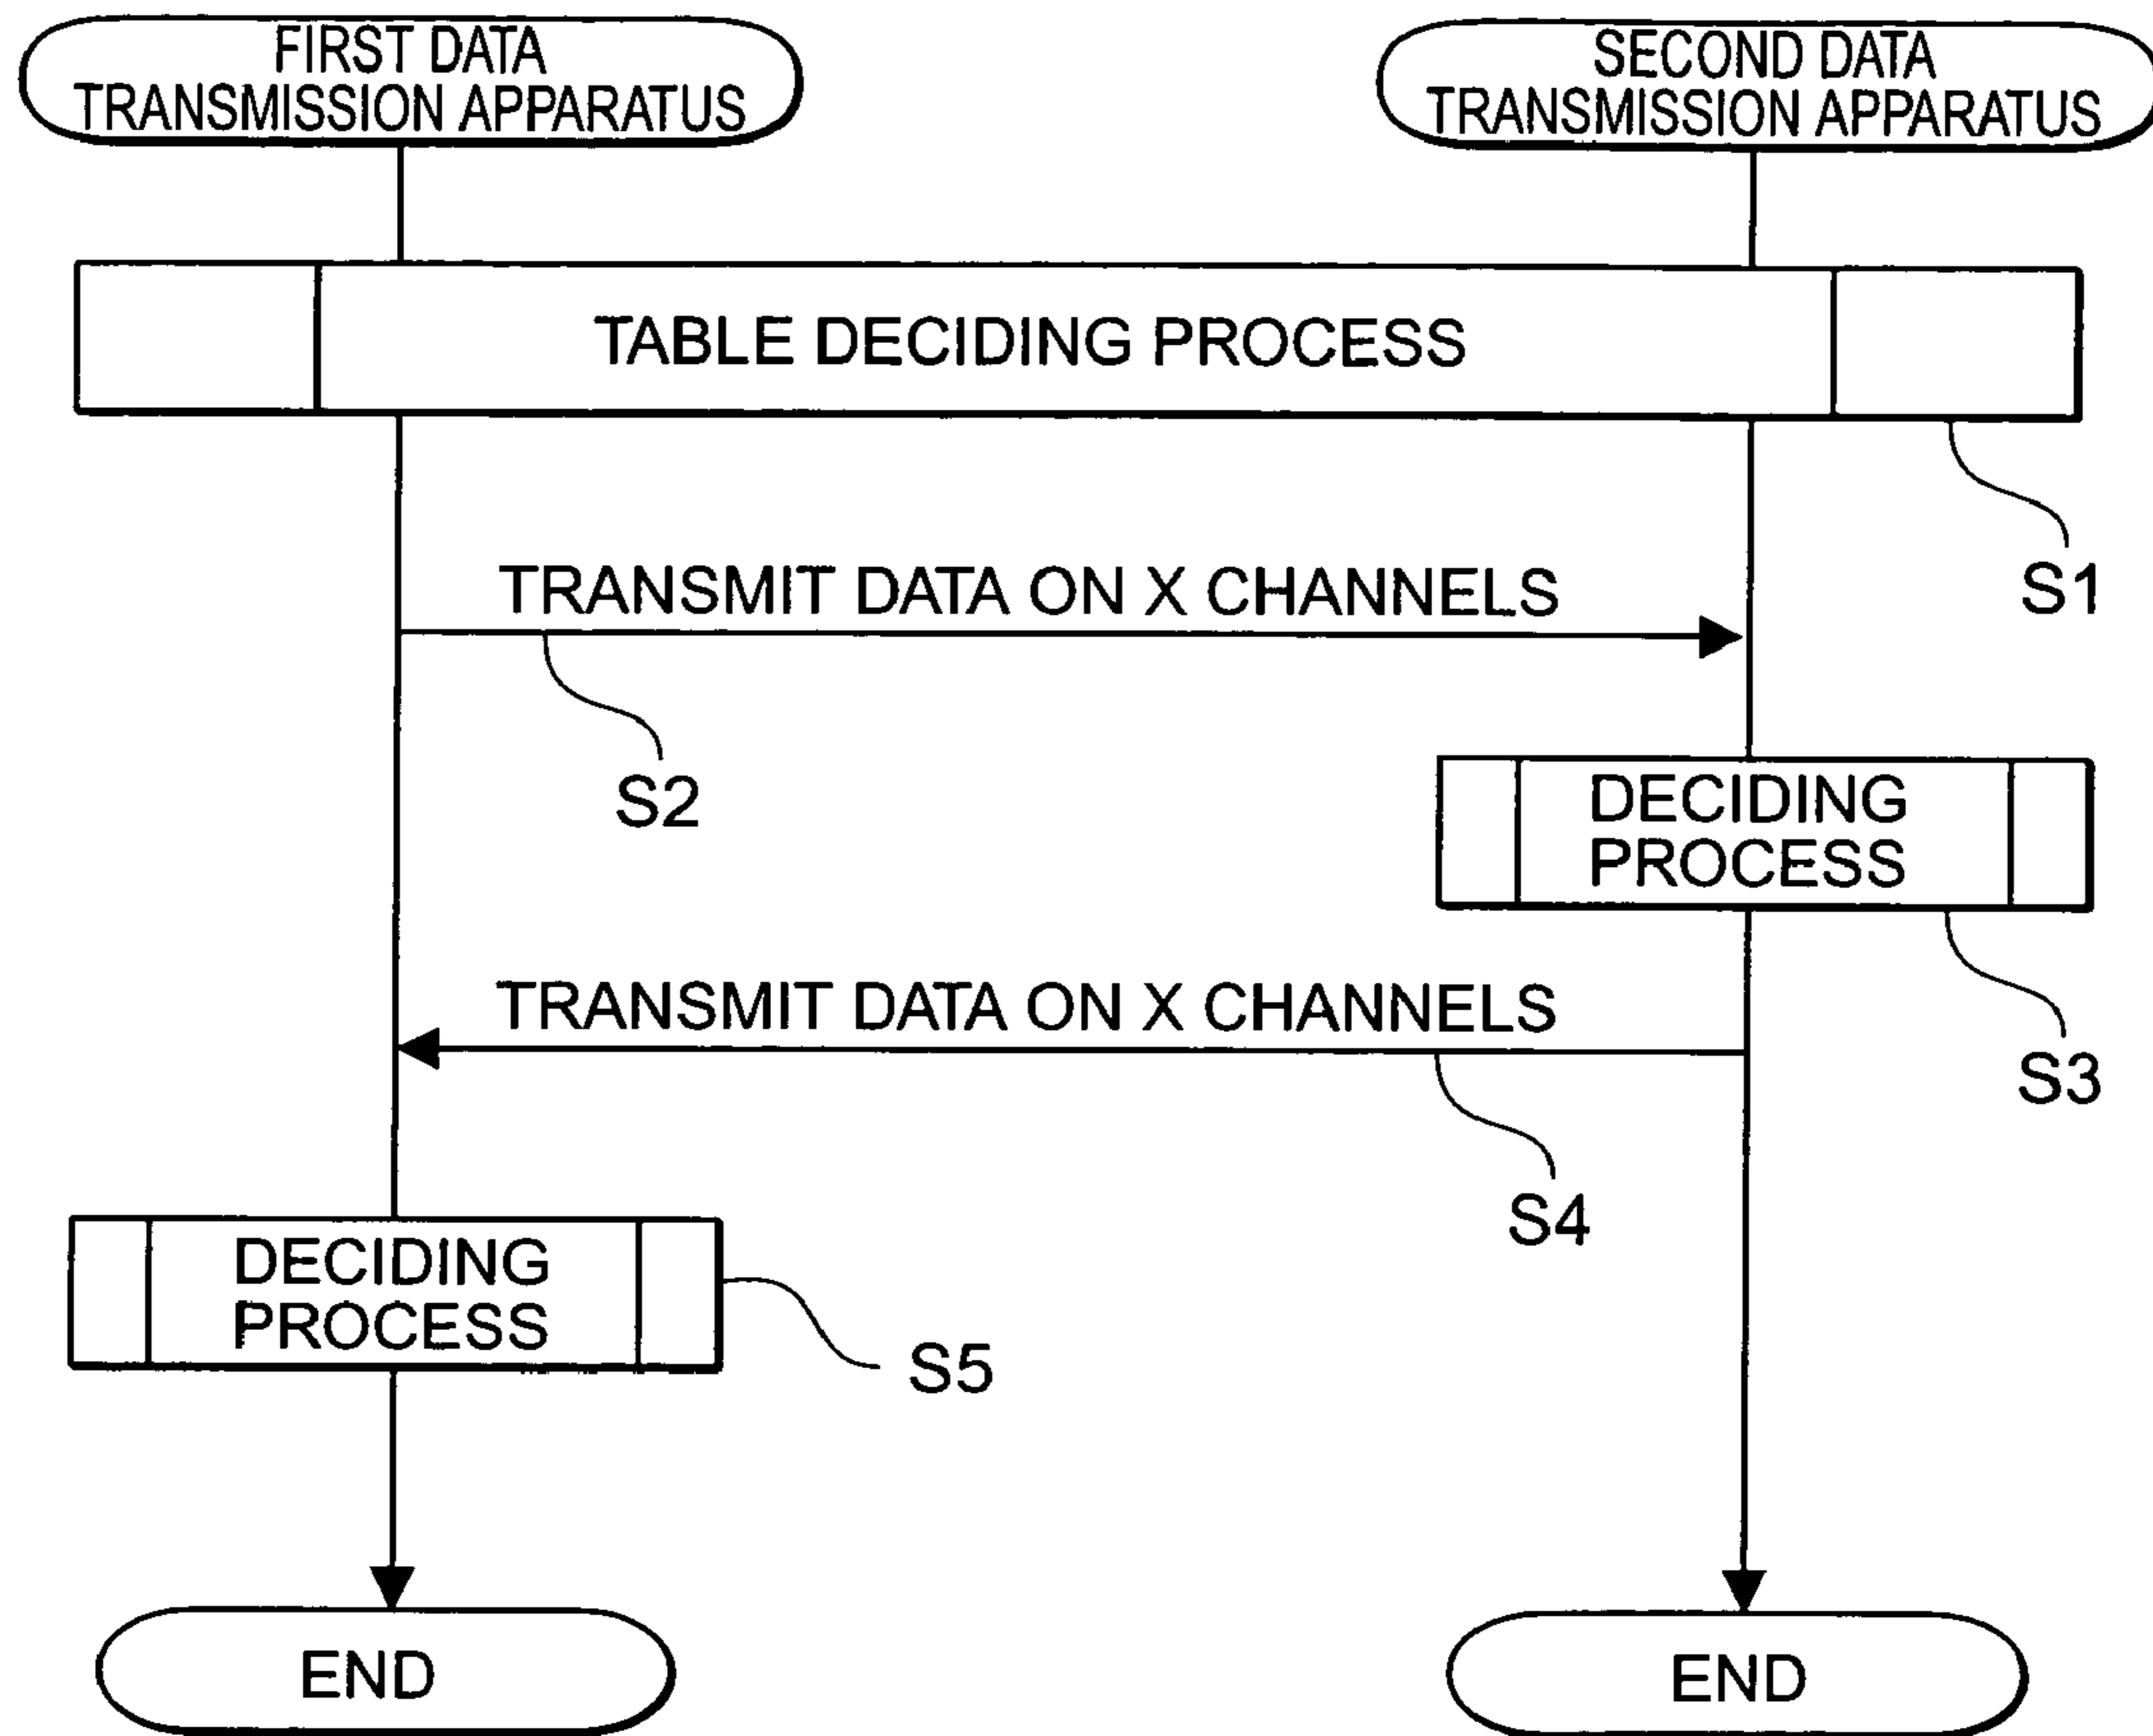 FIRST DATA
TRANSMISSION APPARATUS
SECOND DATA
TRANSMISSION APPARATUS
TABLE DECIDING PROCESS
S1
TRANSMIT DATA ON X CHANNELS
S2
DECIDING
PROCESS
S3
TRANSMIT DATA ON X CHANNELS
S4
DECIDING
PROCESS
S5
END
END